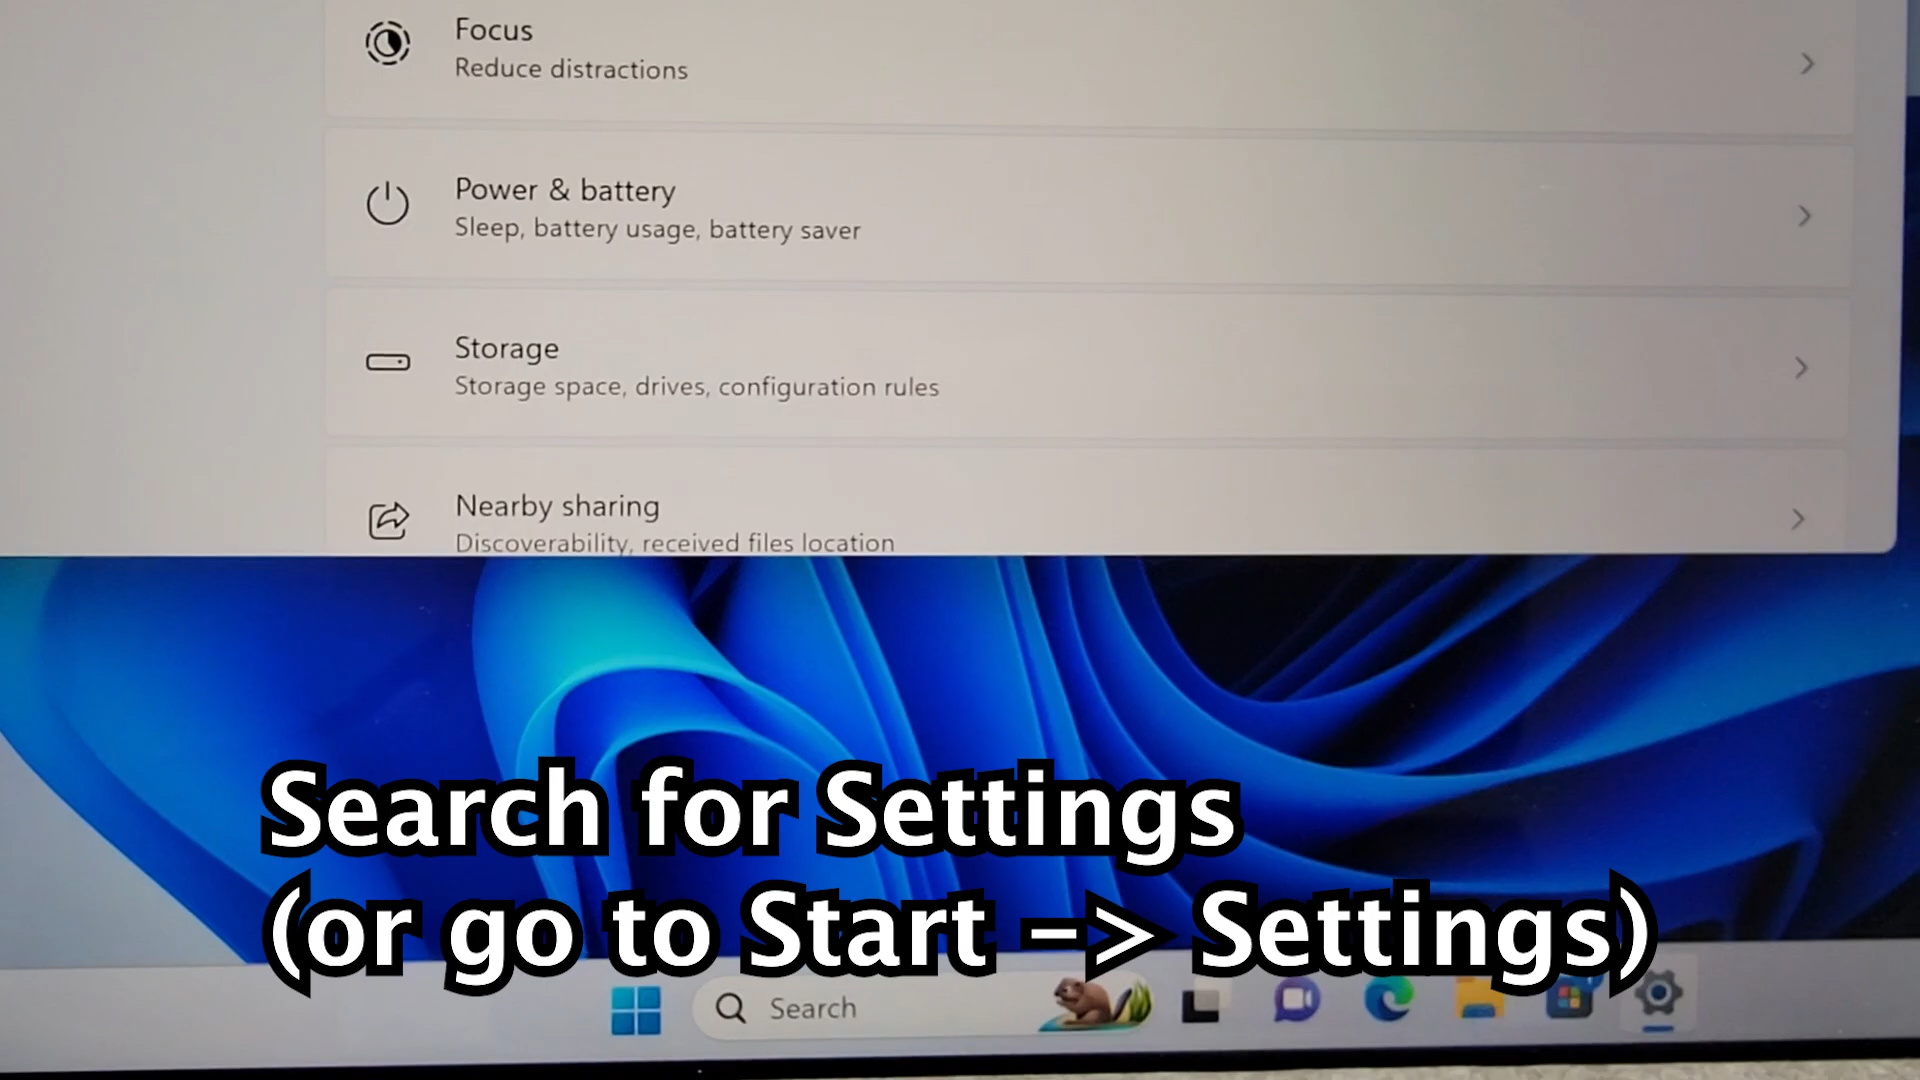 Focus
Reduce distractions
Power & battery
Sleep, battery usage, battery saver
Storage
Storage space, drives, configuration rules
Nearby sharing
Discoverability, received files location
Search for Settings
(or go to Start -> Settings)
Search